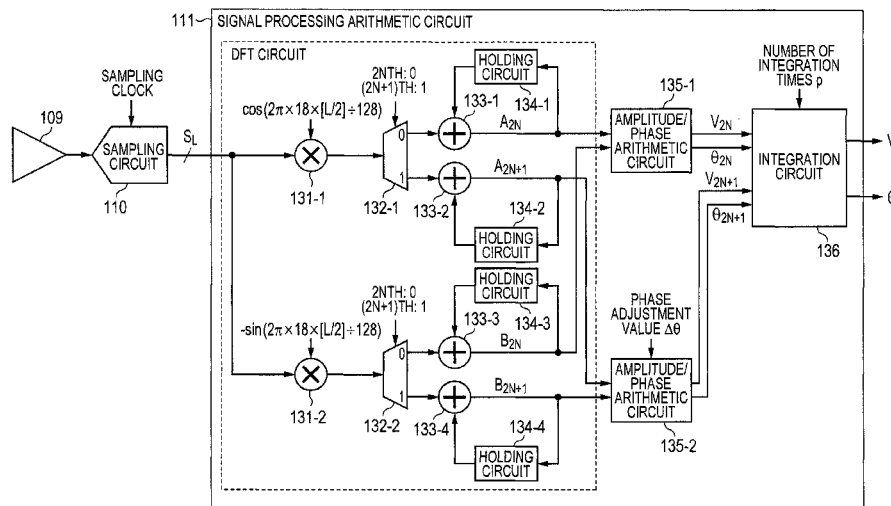 111
SIGNAL PROCESSING ARITHMETIC CIRCUIT
DFT CIRCUIT
109
SAMPLING
CLOCK
SAMPLING
CIRCUIT
110
S_L
cos(2π×18×[L/2]÷128)
131-1
2NTH: 0
(2N+1)TH: 1
0
1
132-1
133-1
HOLDING
CIRCUIT
134-1
A_2N
A_2N+1
133-2
134-2
HOLDING
CIRCUIT
-sin(2π×18×[L/2]÷128)
131-2
2NTH: 0
(2N+1)TH: 1
0
1
132-2
HOLDING
CIRCUIT
134-3
133-3
B_2N
B_2N+1
133-4
134-4
HOLDING
CIRCUIT
135-1
AMPLITUDE/
PHASE
ARITHMETIC
CIRCUIT
V_2N
θ_2N
V_2N+1
θ_2N+1
PHASE
ADJUSTMENT
VALUE Δθ
AMPLITUDE/
PHASE
ARITHMETIC
CIRCUIT
135-2
NUMBER OF
INTEGRATION
TIMES p
INTEGRATION
CIRCUIT
136